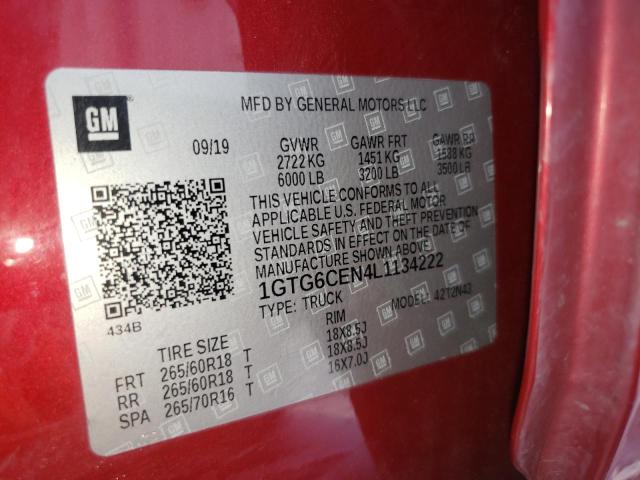 GM
MFD BY GENERAL MOTORS LLC
09/19 GVWR GAWR FRT GAWR RR
2722 KG 1451 KG 1588 KG
6000 LB 3200 LB 3500 LB
THIS VEHICLE CONFORMS TO ALL
APPLICABLE U.S. FEDERAL MOTOR
VEHICLE SAFETY AND THEFT PREVENTION
STANDARDS IN EFFECT ON THE DATE OF
MANUFACTURE SHOWN ABOVE.
1GTG6CEN4L1134222
TYPE: TRUCK MODEL: 42T2N43
434B
TIRE SIZE RIM
FRT 265/60R18 T 18X8.5J
RR 265/60R18 T 18X8.5J
SPA 265/70R16 T 16X7.0J